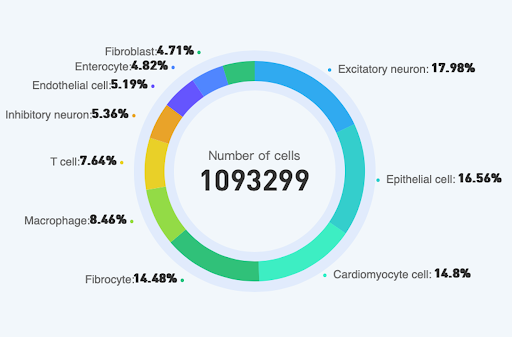 Fibroblast:4.71%
Enterocyte:4.82%
Endothelial cell:5.19%
Inhibitory neuron:5.36%
T cell:7.64%
Macrophage:8.46%
Fibrocyte:14.48%
Number of cells
1093299
Excitatory neuron: 17.98%
Epithelial cell: 16.56%
Cardiomyocyte cell: 14.8%